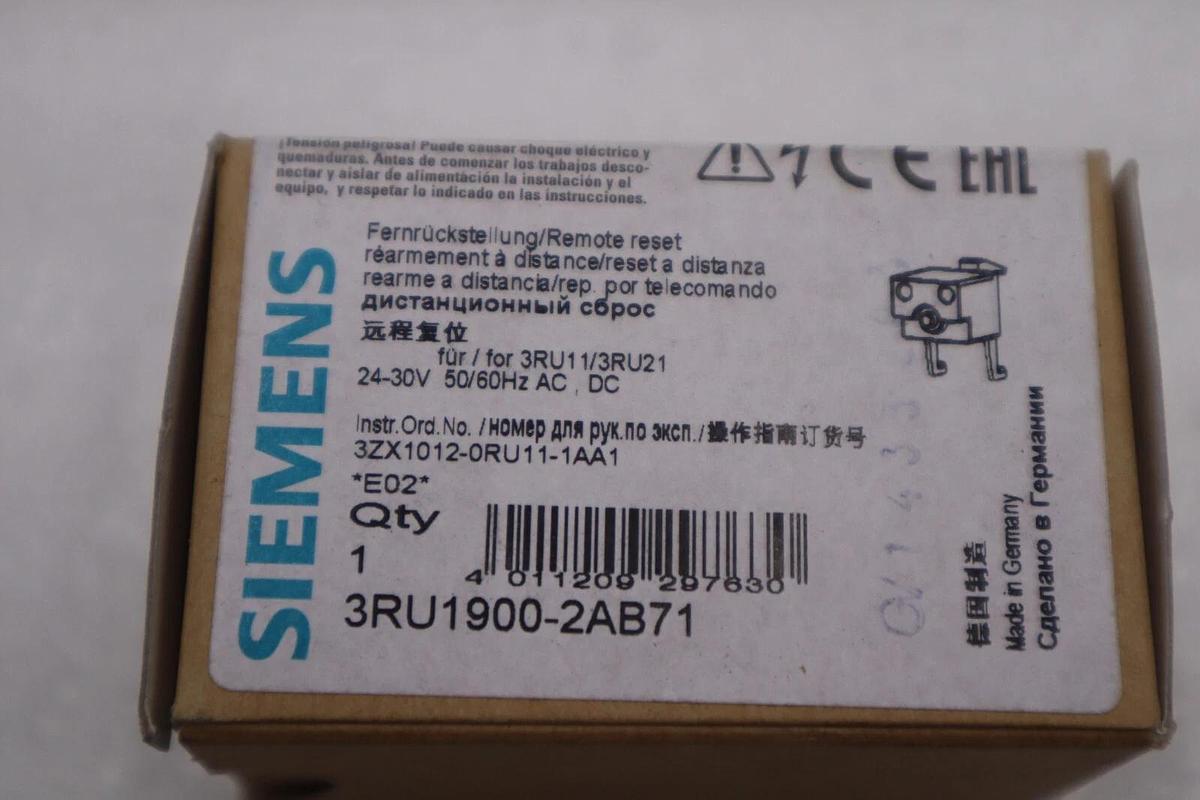 ¡Tensión peligrosa! Puede causar choque eléctrico y
quemaduras. Antes de comenzar los trabajos desco-
nectar y aislar de alimentación la instalación y el
equipo, y respetar lo indicado en las instrucciones.
CE EAC
SIEMENS
Fernrückstellung/Remote reset
réarmement à distance/reset a distanza
rearme a distancia/rep. por telecomando
дистанционный сброс
远程复位
für / for 3RU11/3RU21
24-30V 50/60Hz AC , DC
Instr.Ord.No. /номер для рук.по эксп./操作指南订货号
3ZX1012-0RU11-1AA1
*E02*
Qty
1
4 011209 297630
3RU1900-2AB71
德国制造
Made in Germany
Сделано в Германии